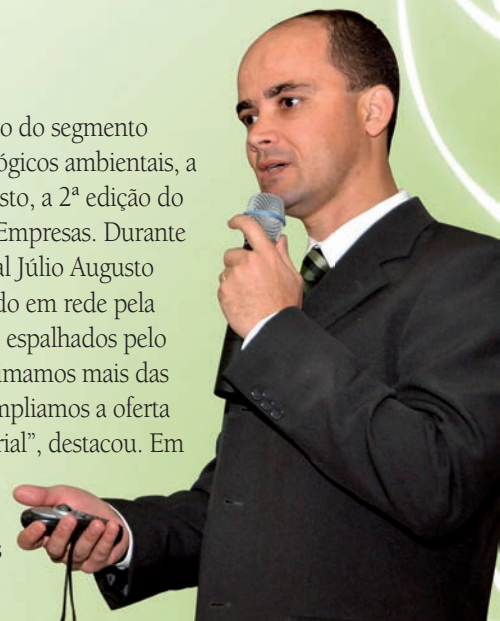 o do segmento
ógicos ambientais, a
sto, a 2ª edição do
Empresas. Durante
al Júlio Augusto
do em rede pela
espalhados pelo
imamos mais das
mpliamos a oferta
rial”, destacou. Em
s